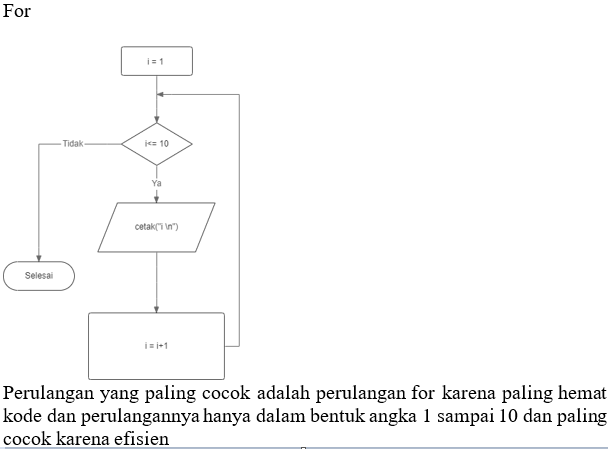 For
i = 1
i<= 10
Tidak
Ya
cetak("i \n")
Selesai
i = i+1
Perulangan yang paling cocok adalah perulangan for karena paling hemat
kode dan perulangannya hanya dalam bentuk angka 1 sampai 10 dan paling
cocok karena efisien